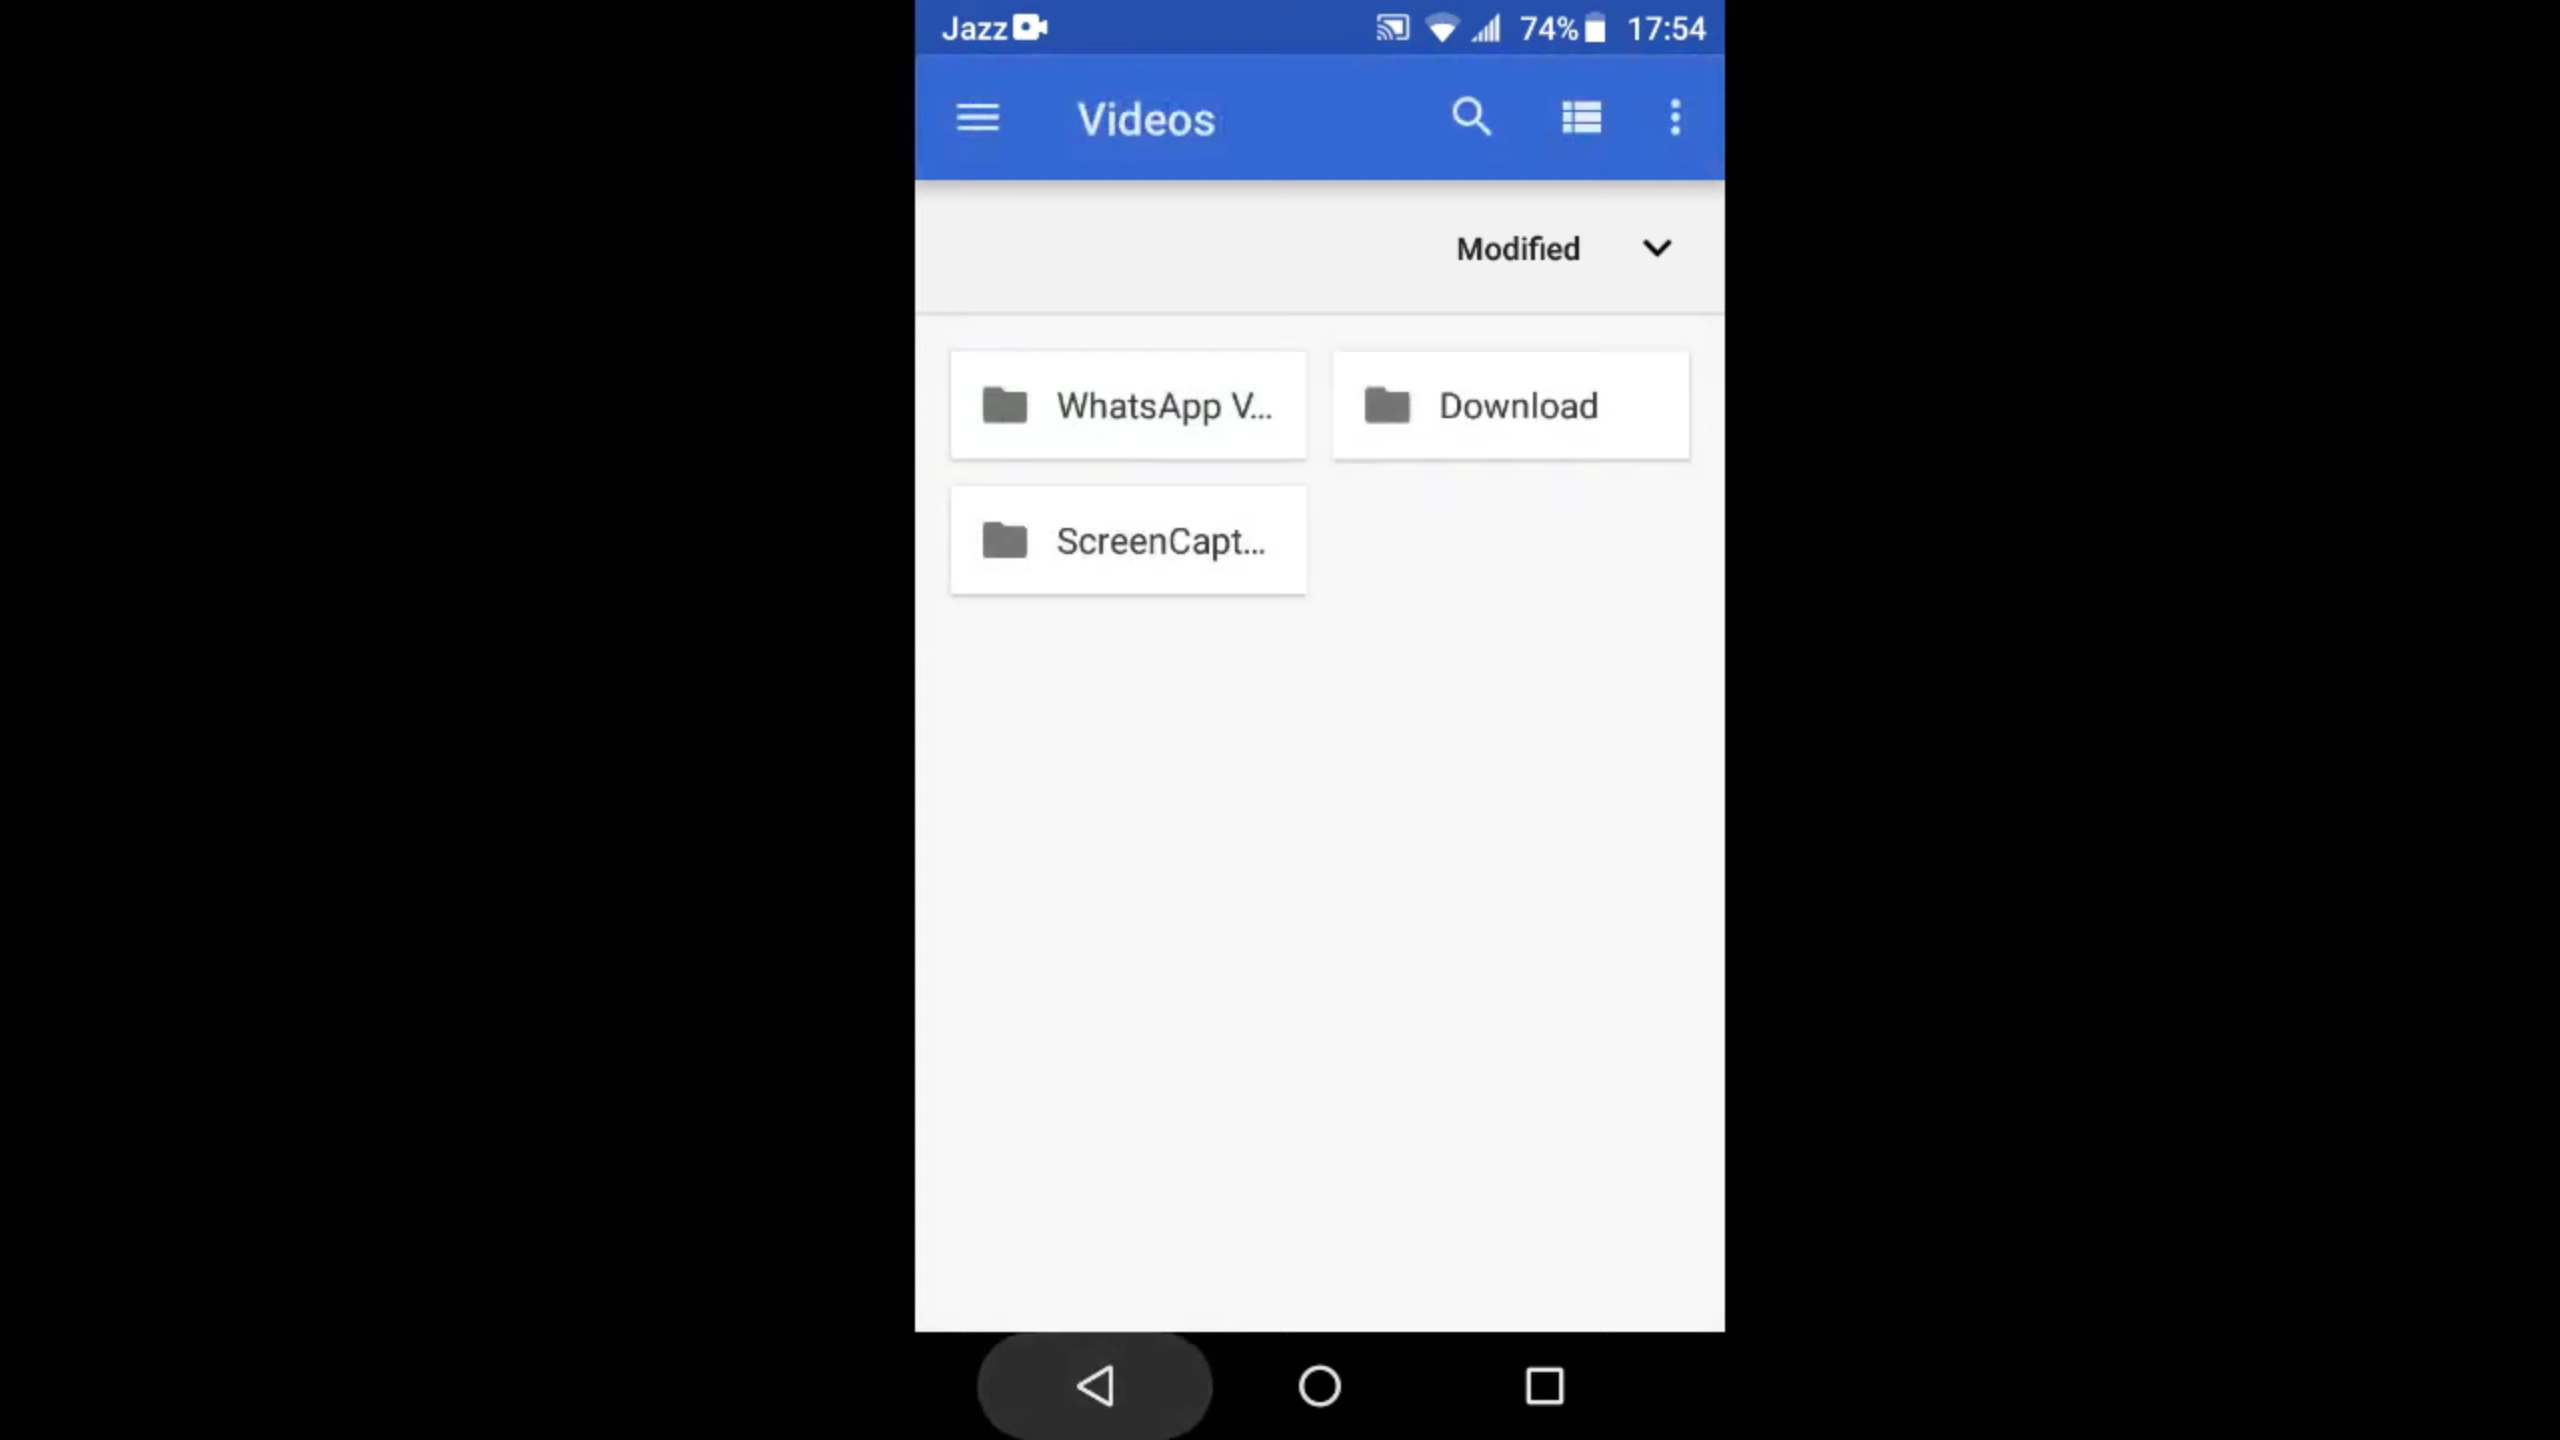 Jazz 74% 17:54
Videos
Modified
WhatsApp V... Download
ScreenCapt...